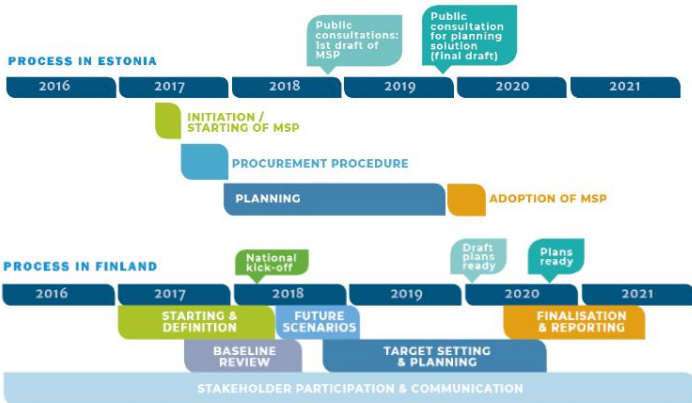 Public
consultations:
1st draft of
MSP
Public
consultation
for planning
solution
(final draft)
PROCESS IN ESTONIA
2016 2017 2018 2019 2020 2021
INITIATION /
STARTING OF MSP
PROCUREMENT PROCEDURE
PLANNING
ADOPTION OF MSP
National
kick-off
Draft
plans
ready
Plans
ready
PROCESS IN FINLAND
2016 2017 2018 2019 2020 2021
STARTING &
DEFINITION
FUTURE
SCENARIOS
FINALISATION
& REPORTING
BASELINE
REVIEW
TARGET SETTING
& PLANNING
STAKEHOLDER PARTICIPATION & COMMUNICATION